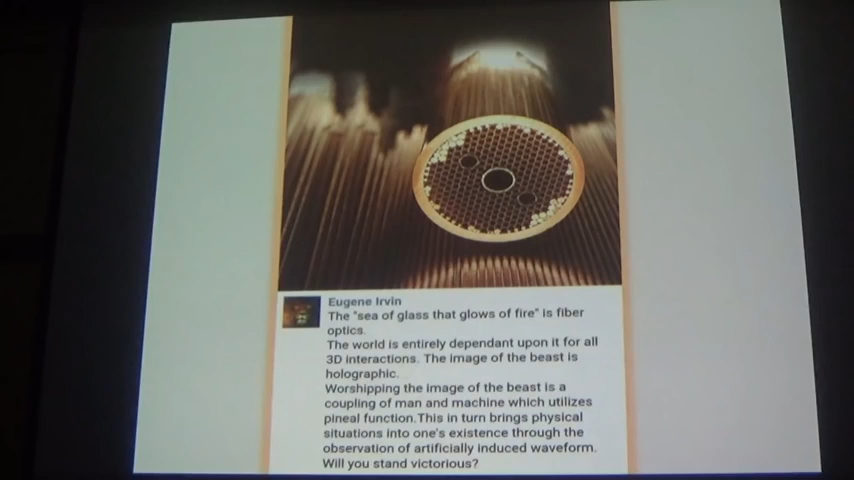 Eugene Irvin
The "sea of glass that glows of fire" is fiber
optics.
The world is entirely dependant upon it for all
3D interactions. The image of the beast is
holographic.
Worshipping the image of the beast is a
coupling of man and machine which utilizes
pineal function.This in turn brings physical
situations into one's existence through the
observation of artificially induced waveform.
Will you stand victorious?